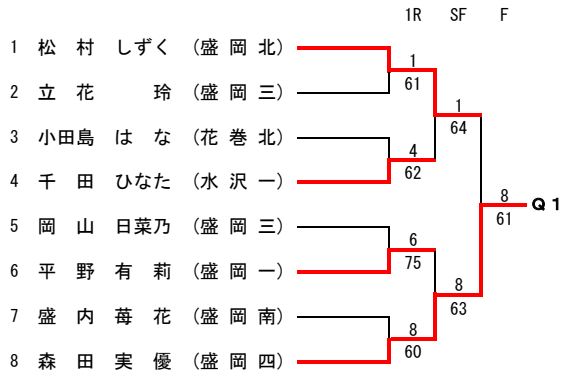 1R SF F
1 松 村 しずく (盛 岡 北)
1
61
2 立 花 玲 (盛 岡 三)
1
64
3 小田島 は な (花 巻 北)
4
62
4 千 田 ひなた (水 沢 一)
8
61
Q1
5 岡 山 日菜乃 (盛 岡 三)
6
75
6 平 野 有 莉 (盛 岡 一)
8
63
7 盛 内 苺 花 (盛 岡 南)
8
60
8 森 田 実 優 (盛 岡 四)